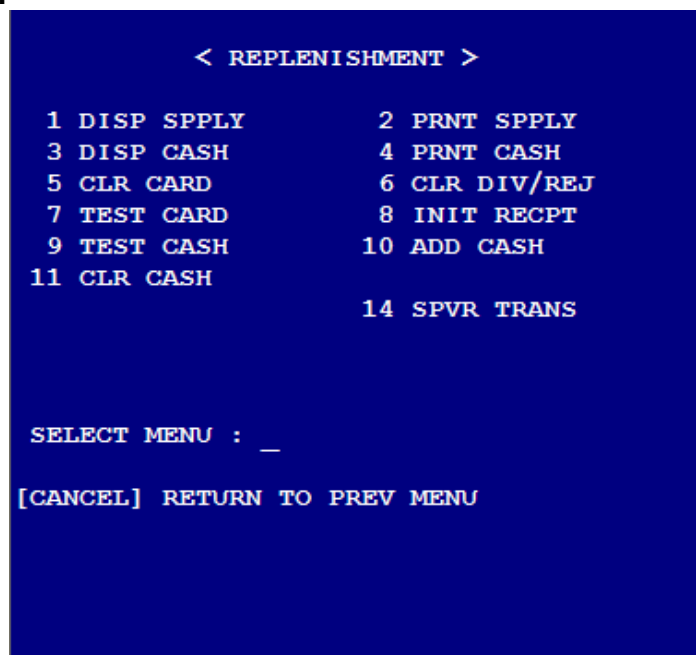 < REPLENISHMENT >
1 DISP SPPLY 2 PRNT SPPLY
3 DISP CASH 4 PRNT CASH
5 CLR CARD 6 CLR DIV/REJ
7 TEST CARD 8 INIT RECPT
9 TEST CASH 10 ADD CASH
11 CLR CASH
14 SPVR TRANS
SELECT MENU : _
[CANCEL] RETURN TO PREV MENU